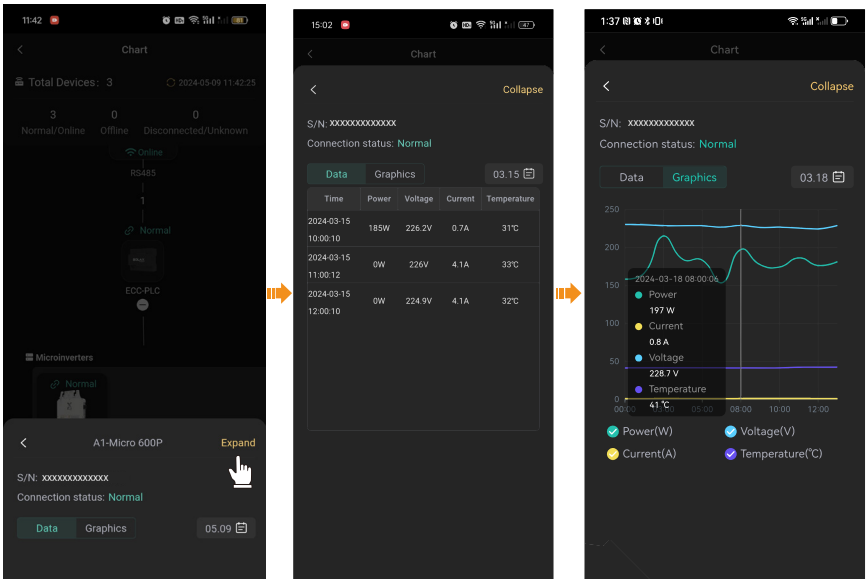 11:42
Chart
Total Devices: 3
2024-05-09 11:42:25
3
0
0
Normal/Online
Offline
Disconnected/Unknown
Online
RS485
1
Normal
ECC-PLC
Microinverters
Normal
A1-Micro 600P
Expand
S/N: XXXXXXXXXXXXX
Connection status: Normal
Data
Graphics
05.09
15:02
47
Chart
Collapse
S/N: XXXXXXXXXXXXX
Connection status: Normal
Data
Graphics
03.15
Time Power Voltage Current Temperature
2024-03-15
10:00:10
185W 226.2V 0.7A 31℃
2024-03-15
11:00:12
0W 226V 4.1A 33℃
2024-03-15
12:00:10
0W 224.9V 4.1A 32℃
1:37
Chart
Collapse
S/N: XXXXXXXXXXXXX
Connection status: Normal
Data
Graphics
03.18
250
200
150
100
50
0
2024-03-18 08:00:06
Power
197 W
Current
0.8 A
Voltage
228.7 V
Temperature
41 ℃
00:00 03:00 05:00 08:00 10:00 12:00
Power(W)
Voltage(V)
Current(A)
Temperature(℃)